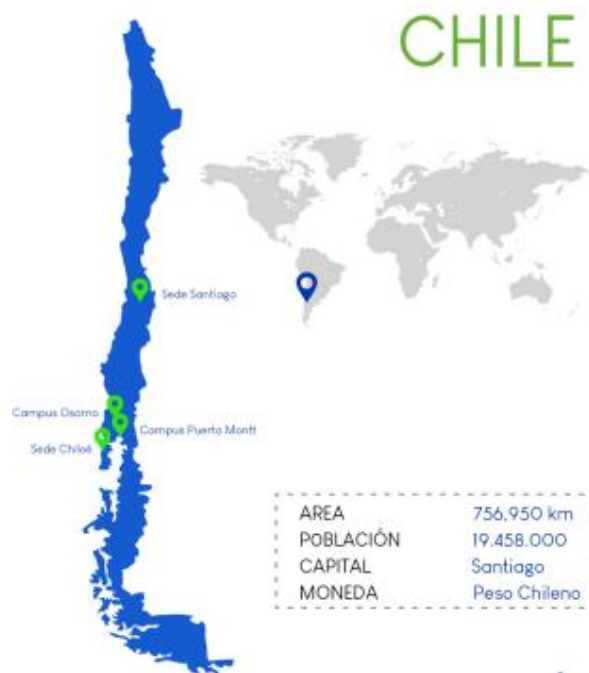 CHILE
Sede Santiago
Campus Osorno
Campus Puerto Montt
Sede Chiloé
AREA 756,950 km
POBLACIÓN 19.458.000
CAPITAL Santiago
MONEDA Peso Chileno